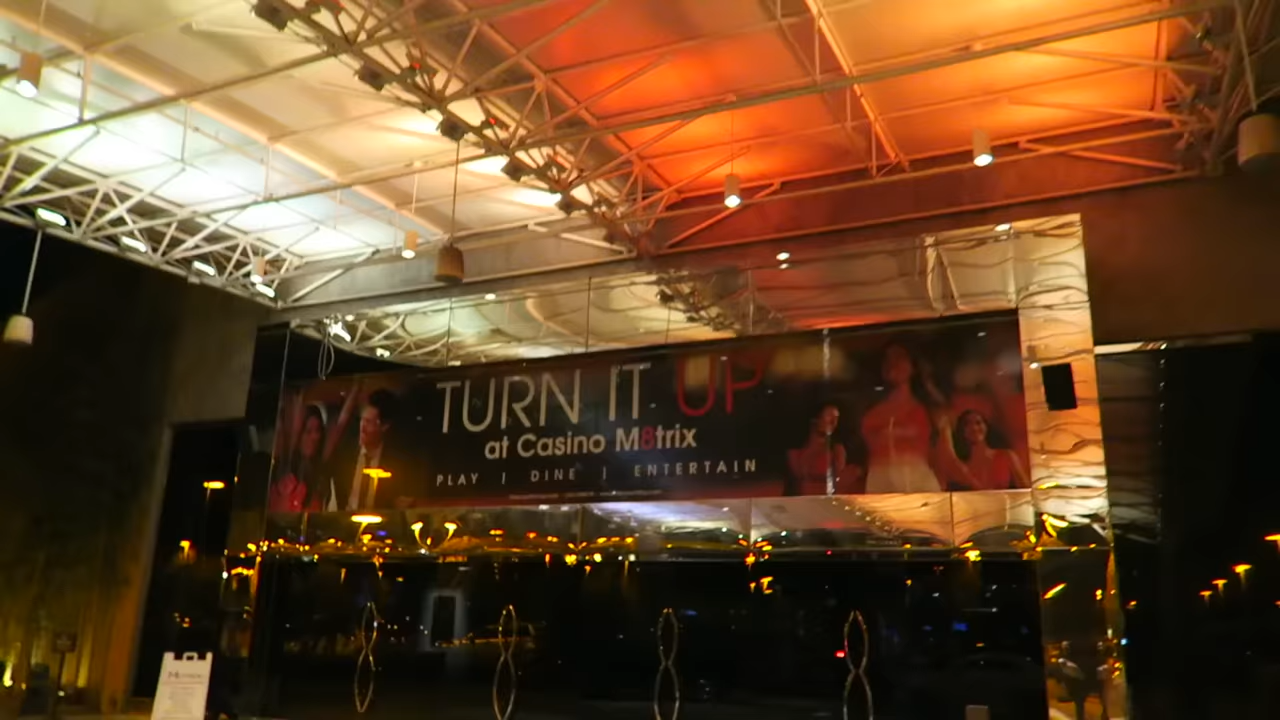 TURN IT UP
at Casino M8trix
PLAY | DINE | ENTERTAIN